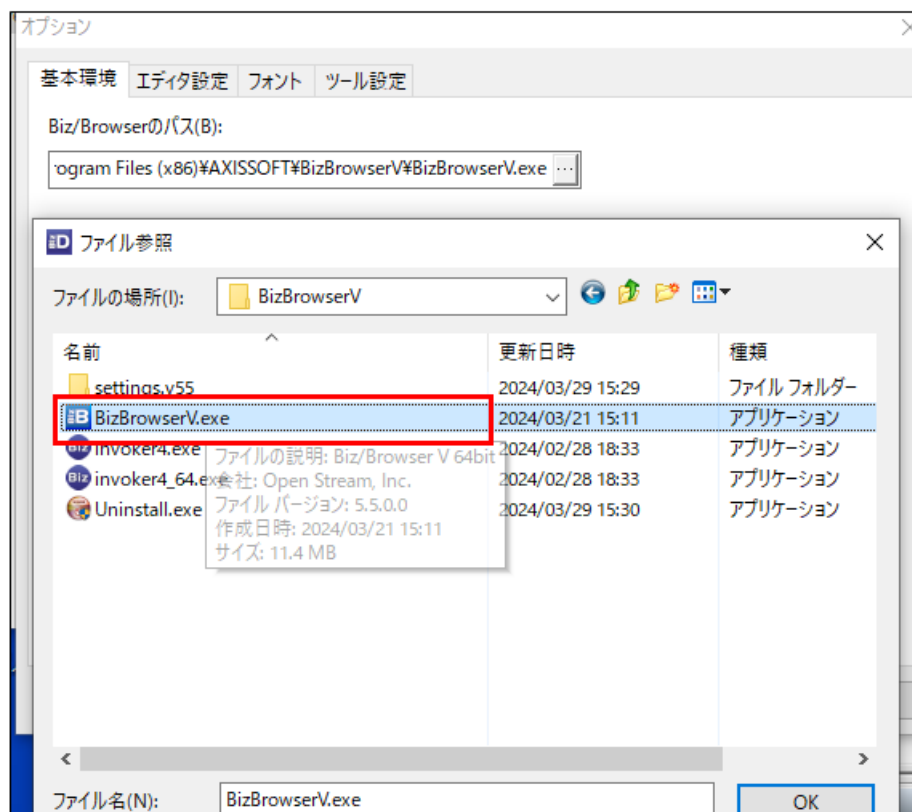 オプション
基本環境 エディタ設定 フォント ツール設定
Biz/Browserのパス(B):
rogram Files (x86)¥AXISSOFT¥BizBrowserV¥BizBrowserV.exe ...
ファイル参照
ファイルの場所(I): BizBrowserV
名前 更新日時 種類
settings.v55 2024/03/29 15:29 ファイル フォルダー
BizBrowserV.exe 2024/03/21 15:11 アプリケーション
invoker4.exe 2024/02/28 18:33 アプリケーション
invoker4_64.exe 2024/02/28 18:33 アプリケーション
Uninstall.exe 2024/03/29 15:30 アプリケーション
ファイルの説明: Biz/Browser V 64bit
会社: Open Stream, Inc.
ファイル バージョン: 5.5.0.0
作成日時: 2024/03/21 15:11
サイズ: 11.4 MB
ファイル名(N): BizBrowserV.exe OK